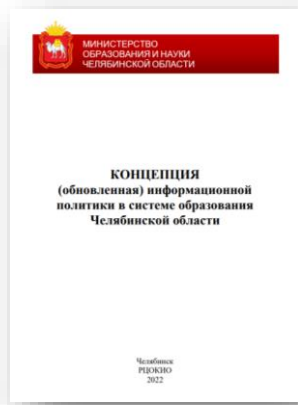 МИНИСТЕРСТВО
ОБРАЗОВАНИЯ И НАУКИ
ЧЕЛЯБИНСКОЙ ОБЛАСТИ
КОНЦЕПЦИЯ
(обновленная) информационной
политики в системе образования
Челябинской области
Челябинск
РЦОКИО
2022